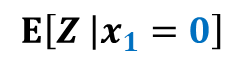 E[Z |x₁ = 0]